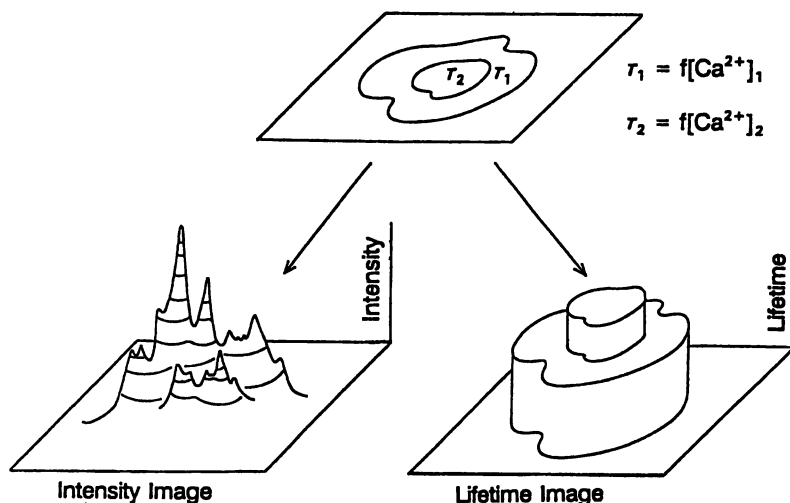 τ₂ τ₁
τ₁ = f[Ca²⁺]₁
τ₂ = f[Ca²⁺]₂
Intensity
Lifetime
Intensity Image
Lifetime Image